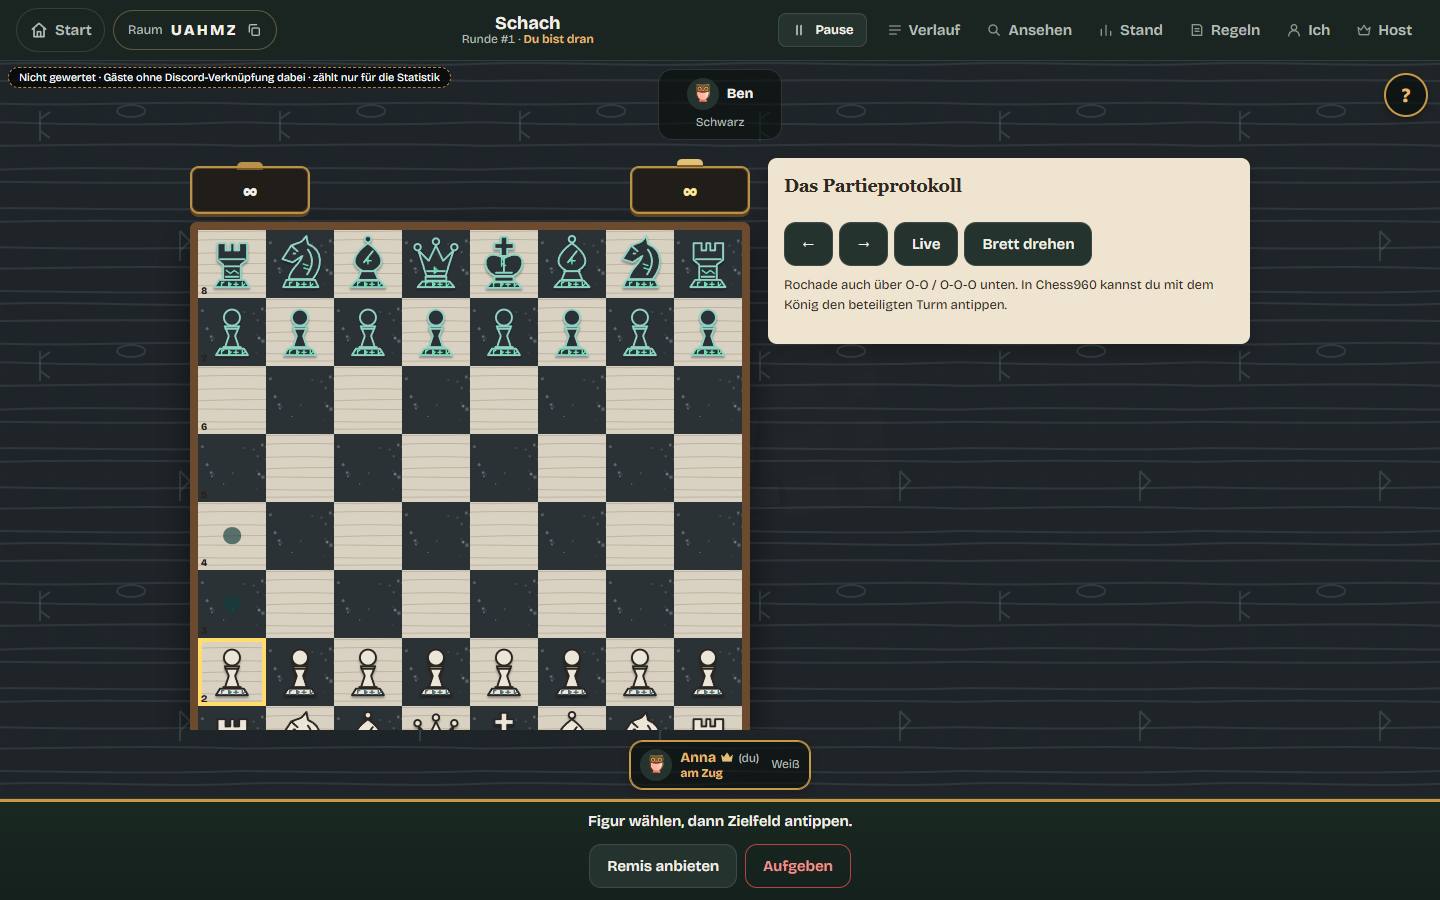 Start
Raum UAHMZ
Schach
Runde #1 · Du bist dran
Pause
Verlauf
Ansehen
Stand
Regeln
Ich
Host
Nicht gewertet · Gäste ohne Discord-Verknüpfung dabei · zählt nur für die Statistik
Ben
Schwarz
?
∞
∞
Das Partieprotokoll
← → Live Brett drehen
Rochade auch über O-O / O-O-O unten. In Chess960 kannst du mit dem
König den beteiligten Turm antippen.
8
7
6
5
4
3
2
Anna (du)
am Zug
Weiß
Figur wählen, dann Zielfeld antippen.
Remis anbieten
Aufgeben